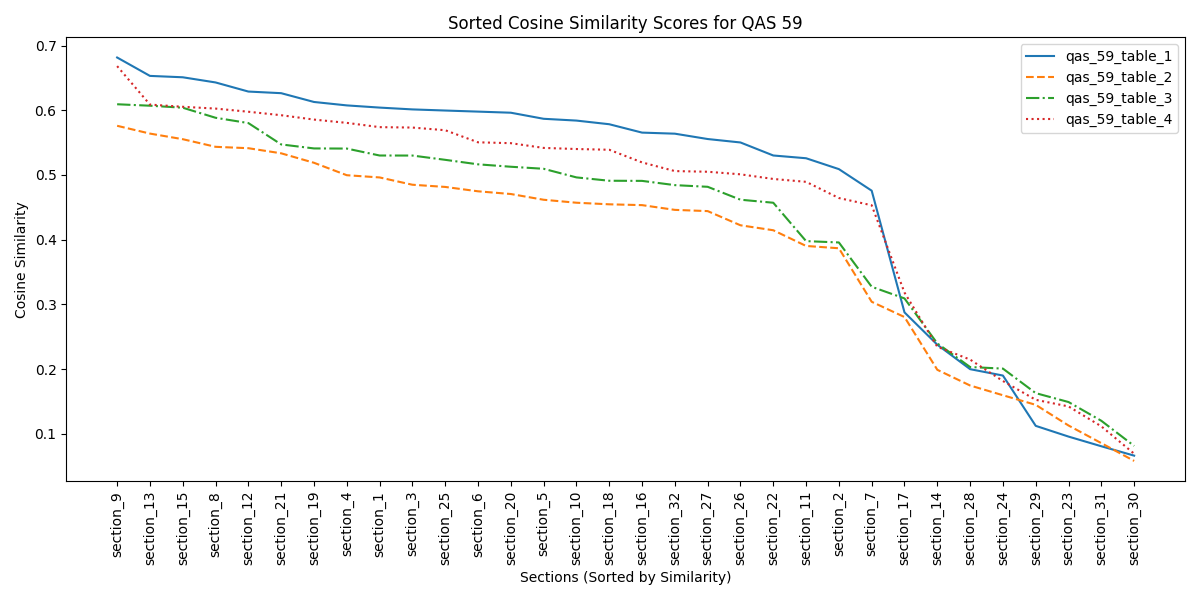 Sorted Cosine Similarity Scores for QAS 59
Cosine Similarity
0.7
0.6
0.5
0.4
0.3
0.2
0.1
qas_59_table_1
qas_59_table_2
qas_59_table_3
qas_59_table_4
section_9
section_13
section_15
section_8
section_12
section_21
section_19
section_4
section_1
section_3
section_25
section_6
section_20
section_5
section_10
section_18
section_16
section_32
section_27
section_26
section_22
section_11
section_2
section_7
section_17
section_14
section_28
section_24
section_29
section_23
section_31
section_30
Sections (Sorted by Similarity)